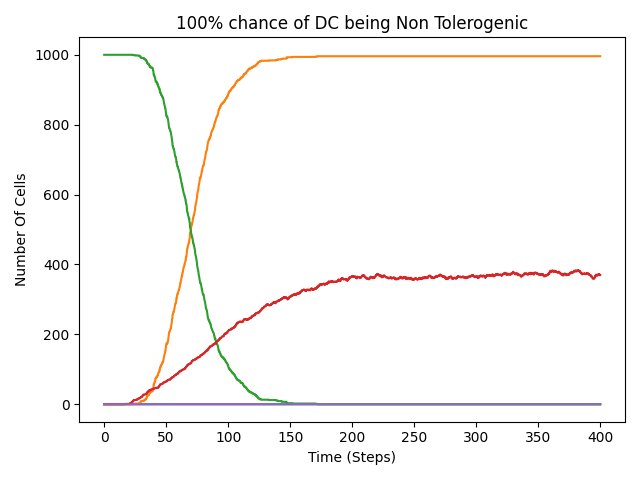 100% chance of DC being Non Tolerogenic
Number Of Cells
1000
800
600
400
200
0
0 50 100 150 200 250 300 350 400
Time (Steps)